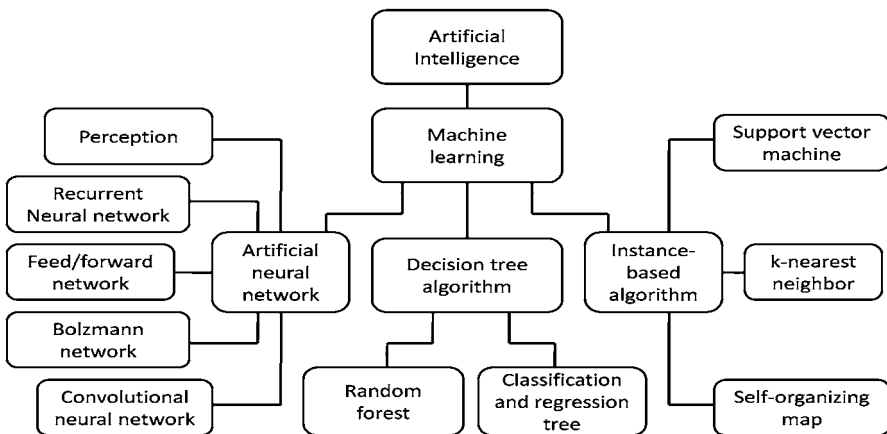 Artificial
Intelligence
Perception
Machine
learning
Support vector
machine
Recurrent
Neural network
Artificial
neural
network
Decision tree
algorithm
Instance-
based
algorithm
Feed/forward
network
k-nearest
neighbor
Bolzmann
network
Convolutional
neural network
Random
forest
Classification
and regression
tree
Self-organizing
map